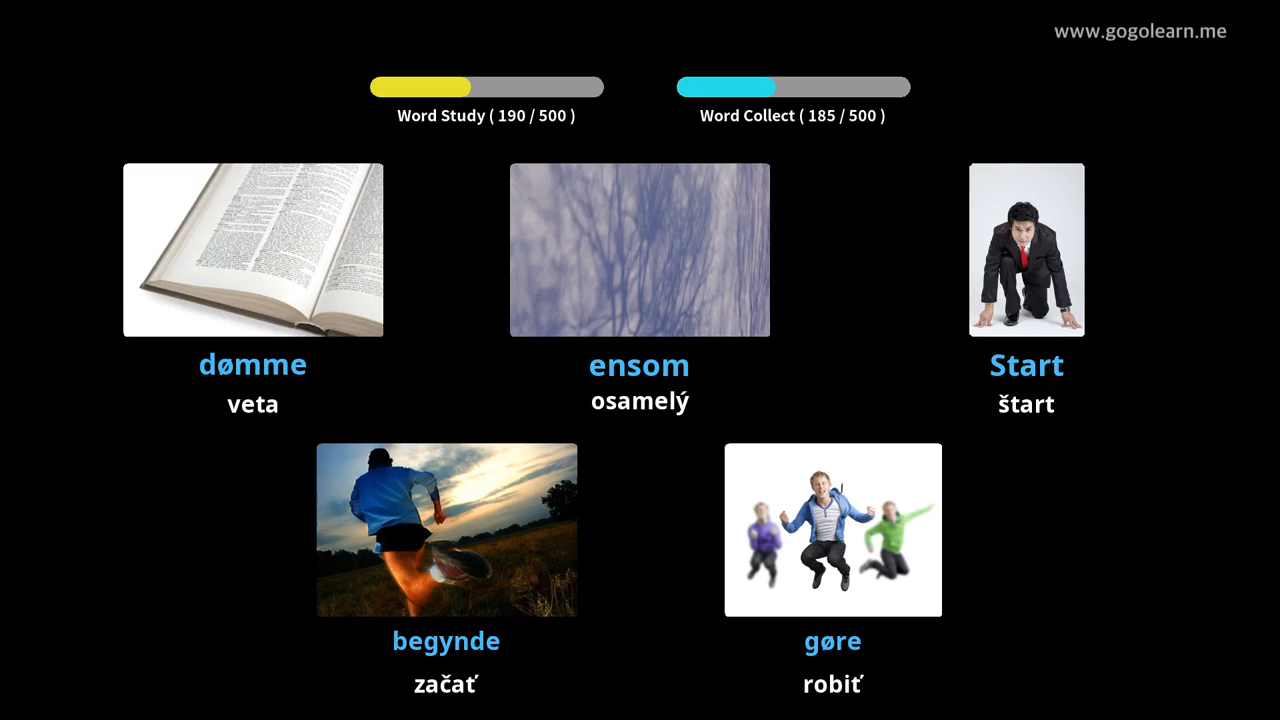 www.gogolearn.me
Word Study ( 190 / 500 )
Word Collect ( 185 / 500 )
dømme
ensom
Start
veta
osamelý
štart
begynde
gøre
začať
robiť